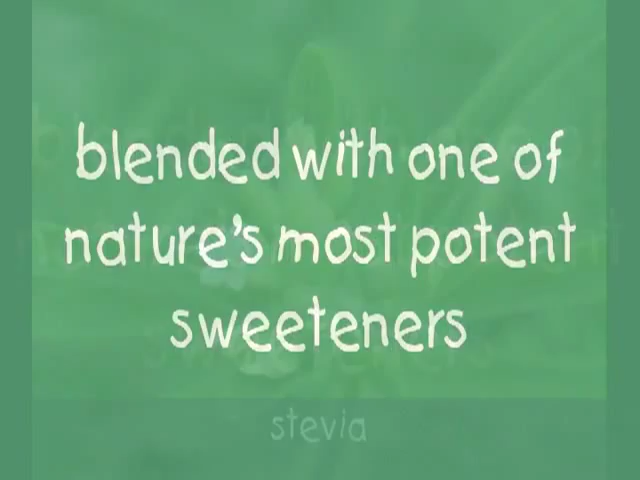 blended with one of
nature's most potent
sweeteners
stevia